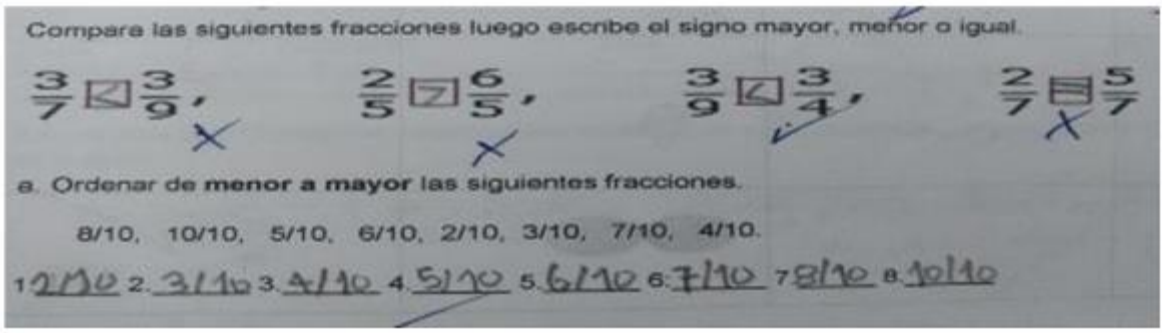 Compara las siguientes fracciones luego escribe el signo mayor, menor o igual.
3/7 < 3/9 , 2/5 > 6/5 , 3/9 < 3/4 , 2/7 = 5/7
a. Ordenar de menor a mayor las siguientes fracciones.
8/10, 10/10, 5/10, 6/10, 2/10, 3/10, 7/10, 4/10.
1 2/10 2. 3/10 3. 4/10 4 5/10 5. 6/10 6. 7/10 7 8/10 8. 10/10